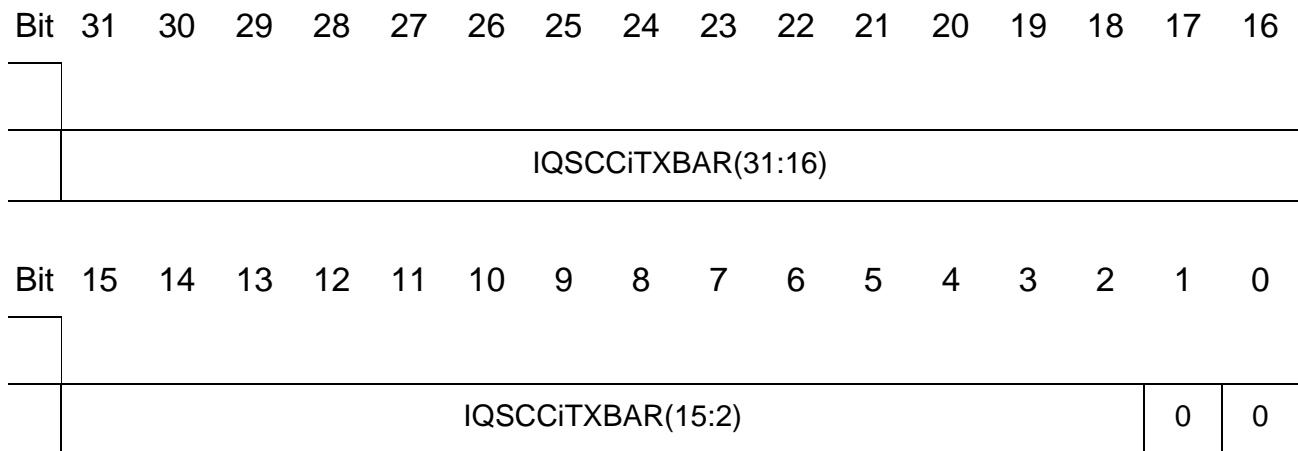 Bit 31 30 29 28 27 26 25 24 23 22 21 20 19 18 17 16
IQSCCiTXBAR(31:16)
Bit 15 14 13 12 11 10 9 8 7 6 5 4 3 2 1 0
IQSCCiTXBAR(15:2) 0 0